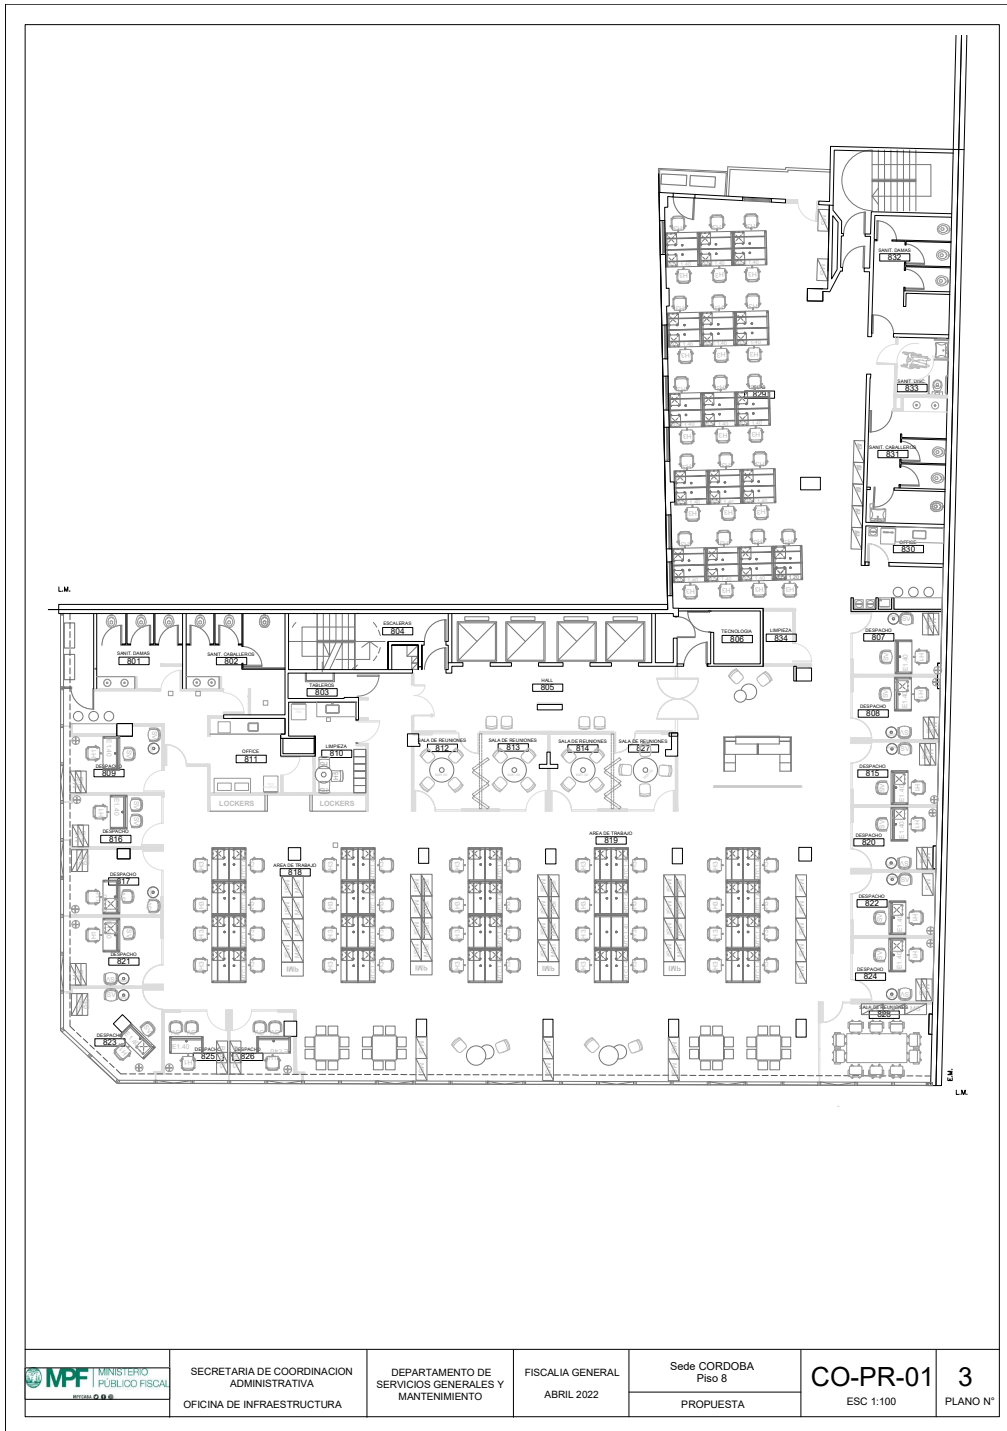 SANIT. DAMAS
832
829
SANIT. DISC.
833
SANIT. CABALLEROS
831
OFFICE
830
L.M.
ESCALERAS
804
TECNOLOGIA
806
LIMPIEZA
834
DESPACHO
807
SANIT. DAMAS
801
SANIT. CABALLEROS
802
TABLEROS
803
HALL
805
DESPACHO
808
OFFICE
811
LIMPIEZA
810
SALA DE REUNIONES
812
SALA DE REUNIONES
813
SALA DE REUNIONES
814
SALA DE REUNIONES
827
DESPACHO
809
DESPACHO
815
LOCKERS
LOCKERS
DESPACHO
816
AREA DE TRABAJO
819
DESPACHO
820
AREA DE TRABAJO
818
DESPACHO
817
DESPACHO
822
DESPACHO
821
DESPACHO
824
SALA DE REUNIONES
828
DESPACHO
823
DESPACHO
825
DESPACHO
826
E.M.
L.M.
MPF
MINISTERIO
PÚBLICO FISCAL
SECRETARIA DE COORDINACION
ADMINISTRATIVA
OFICINA DE INFRAESTRUCTURA
DEPARTAMENTO DE
SERVICIOS GENERALES Y
MANTENIMIENTO
FISCALIA GENERAL
ABRIL 2022
Sede CORDOBA
Piso 8
PROPUESTA
CO-PR-01
ESC 1:100
3
PLANO N°